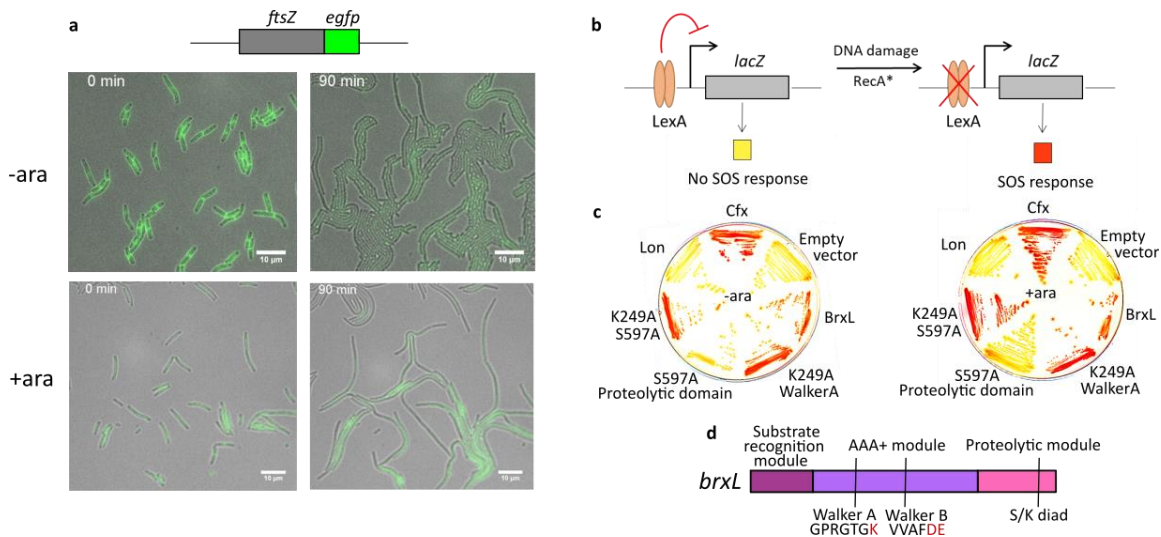 a
ftsZ egfp
0 min
90 min
-ara
10 μm
10 μm
0 min
90 min
+ara
10 μm
10 μm
b
lacZ
DNA damage
RecA*
lacZ
LexA
LexA
No SOS response
SOS response
c
Cfx
Lon
Empty
vector
-ara
K249A
S597A
BrxL
S597A
Proteolytic domain
K249A
WalkerA
Cfx
Lon
Empty
vector
+ara
K249A
S597A
BrxL
S597A
Proteolytic domain
K249A
WalkerA
d
Substrate
recognition
module
AAA+ module
Proteolytic module
brxL
Walker A
GPRGTGK
Walker B
VVAFDE
S/K diad